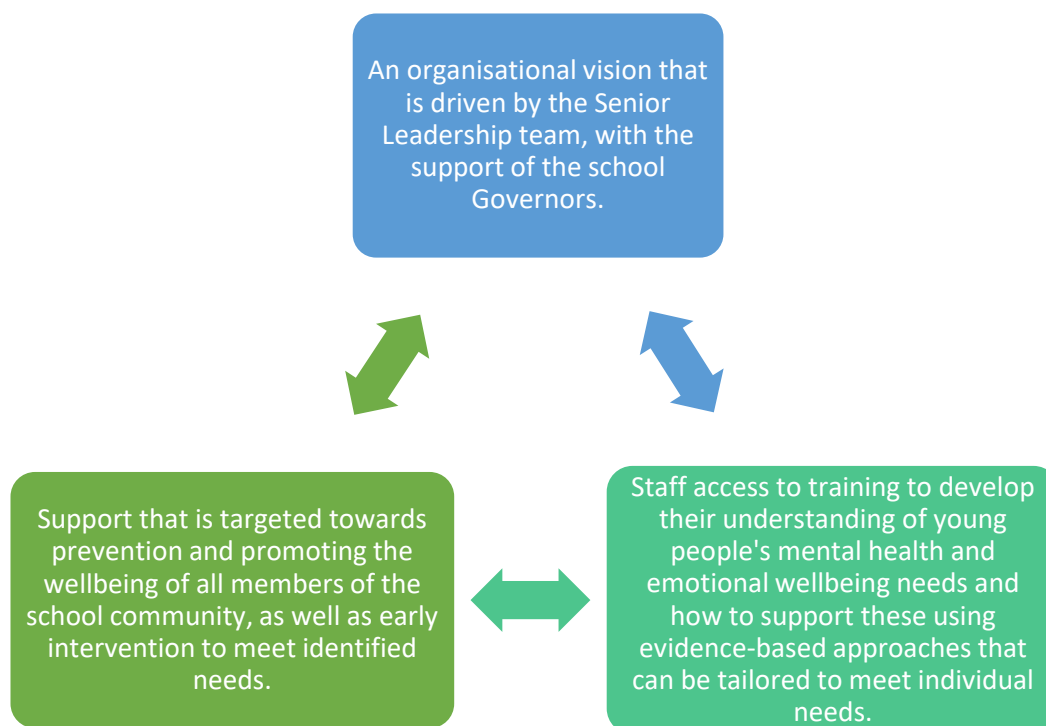 An organisational vision that
is driven by the Senior
Leadership team, with the
support of the school
Governors.
Support that is targeted towards
prevention and promoting the
wellbeing of all members of the
school community, as well as early
intervention to meet identified
needs.
Staff access to training to develop
their understanding of young
people's mental health and
emotional wellbeing needs and
how to support these using
evidence-based approaches that
can be tailored to meet individual
needs.